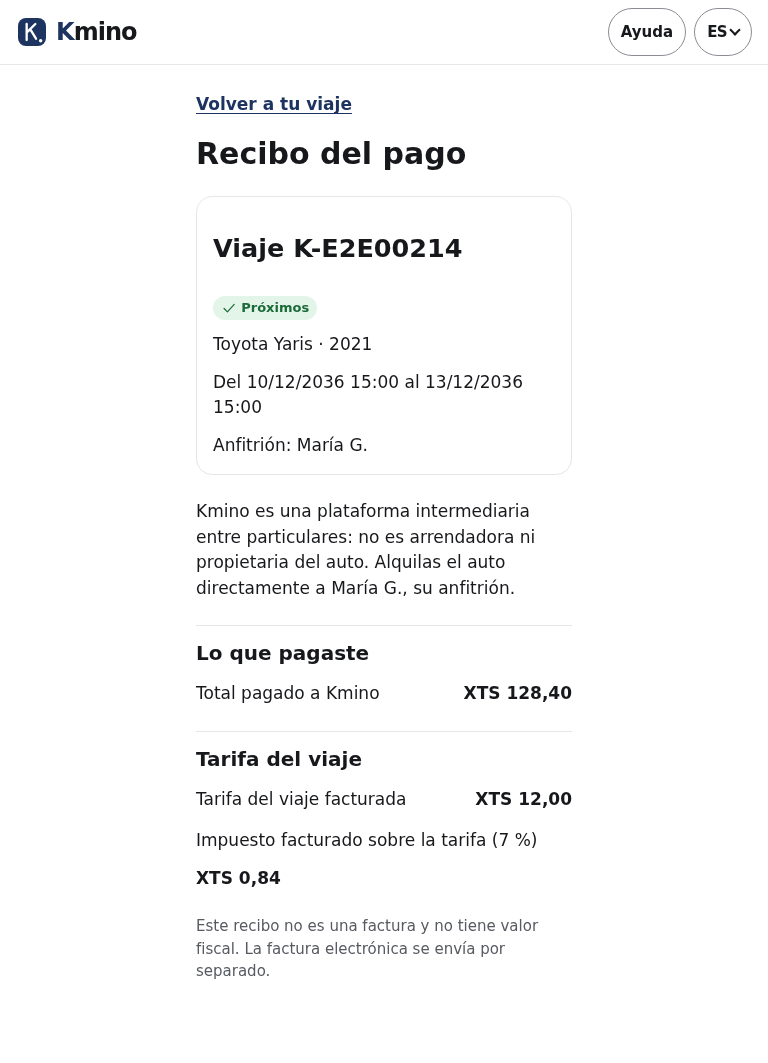 K. Kmino
Ayuda
ES
Volver a tu viaje
Recibo del pago
Viaje K-E2E00214
Próximos
Toyota Yaris · 2021
Del 10/12/2036 15:00 al 13/12/2036
15:00
Anfitrión: María G.
Kmino es una plataforma intermediaria
entre particulares: no es arrendadora ni
propietaria del auto. Alquilas el auto
directamente a María G., su anfitrión.
Lo que pagaste
Total pagado a Kmino XTS 128,40
Tarifa del viaje
Tarifa del viaje facturada XTS 12,00
Impuesto facturado sobre la tarifa (7 %)
XTS 0,84
Este recibo no es una factura y no tiene valor
fiscal. La factura electrónica se envía por
separado.